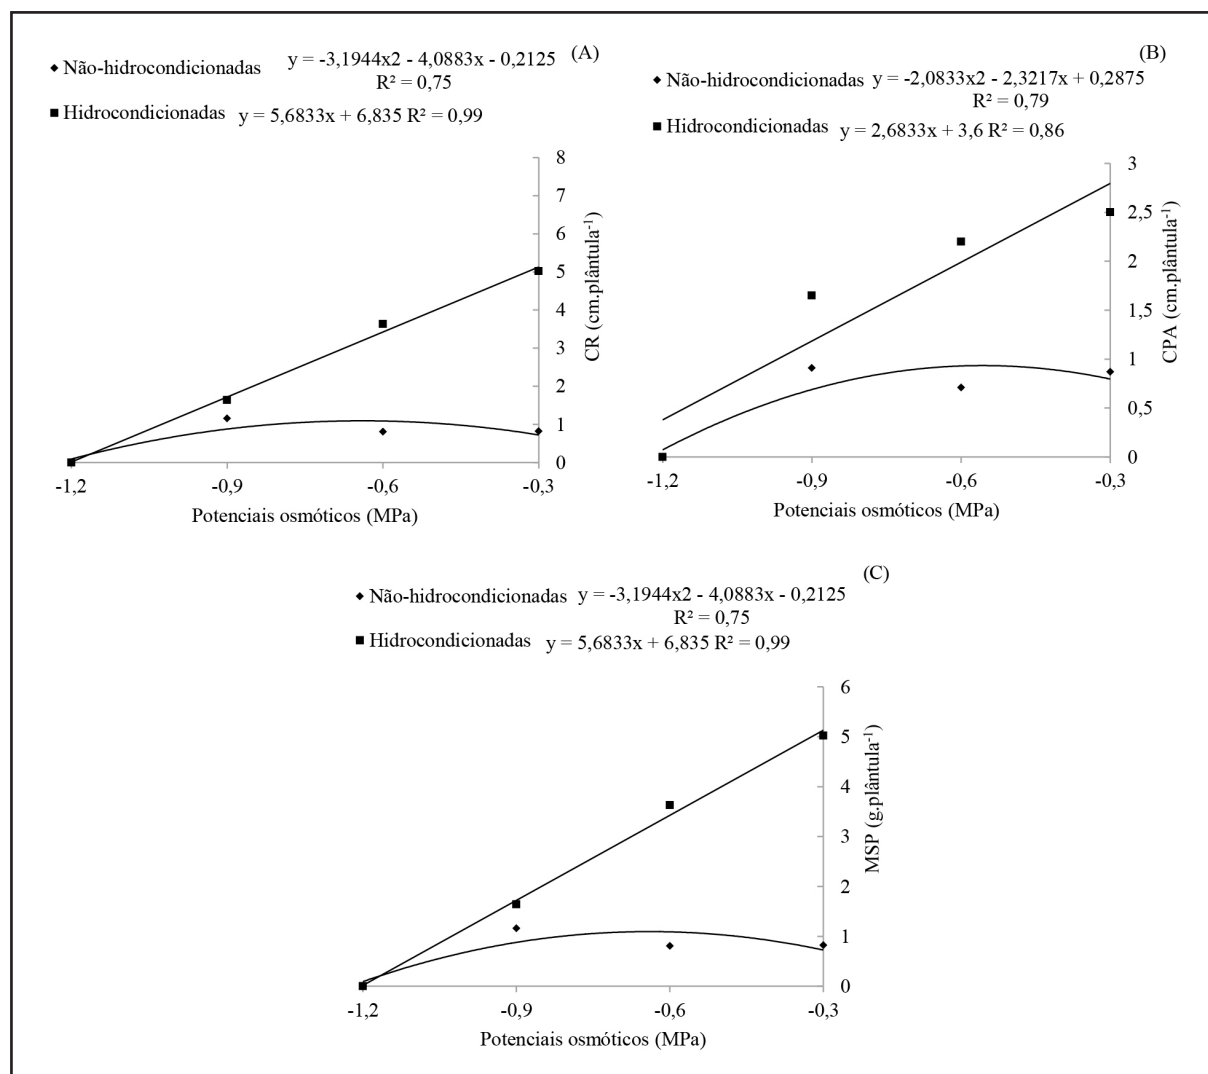 (A)
Não-hidrocondicionadas y = -3,1944x2 - 4,0883x - 0,2125
R² = 0,75
Hidrocondicionadas y = 5,6833x + 6,835 R² = 0,99
8
7
6
5
4
3
2
1
0
CR (cm.plântula⁻¹)
-1,2 -0,9 -0,6 -0,3
Potenciais osmóticos (MPa)
(B)
Não-hidrocondicionadas y = -2,0833x2 - 2,3217x + 0,2875
R² = 0,79
Hidrocondicionadas y = 2,6833x + 3,6 R² = 0,86
3
2,5
2
1,5
1
0,5
0
CPA (cm.plântula⁻¹)
-1,2 -0,9 -0,6 -0,3
Potenciais osmóticos (MPa)
(C)
Não-hidrocondicionadas y = -3,1944x2 - 4,0883x - 0,2125
R² = 0,75
Hidrocondicionadas y = 5,6833x + 6,835 R² = 0,99
6
5
4
3
2
1
0
MSP (g.plântula⁻¹)
-1,2 -0,9 -0,6 -0,3
Potenciais osmóticos (MPa)